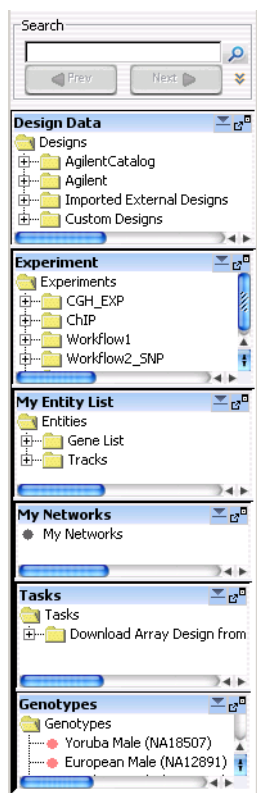 Search
Prev
Next
Design Data
Designs
AgilentCatalog
Agilent
Imported External Designs
Custom Designs
Experiment
Experiments
CGH_EXP
ChIP
Workflow1
Workflow2_SNP
My Entity List
Entities
Gene List
Tracks
My Networks
My Networks
Tasks
Tasks
Download Array Design from
Genotypes
Genotypes
Yoruba Male (NA18507)
European Male (NA12891)